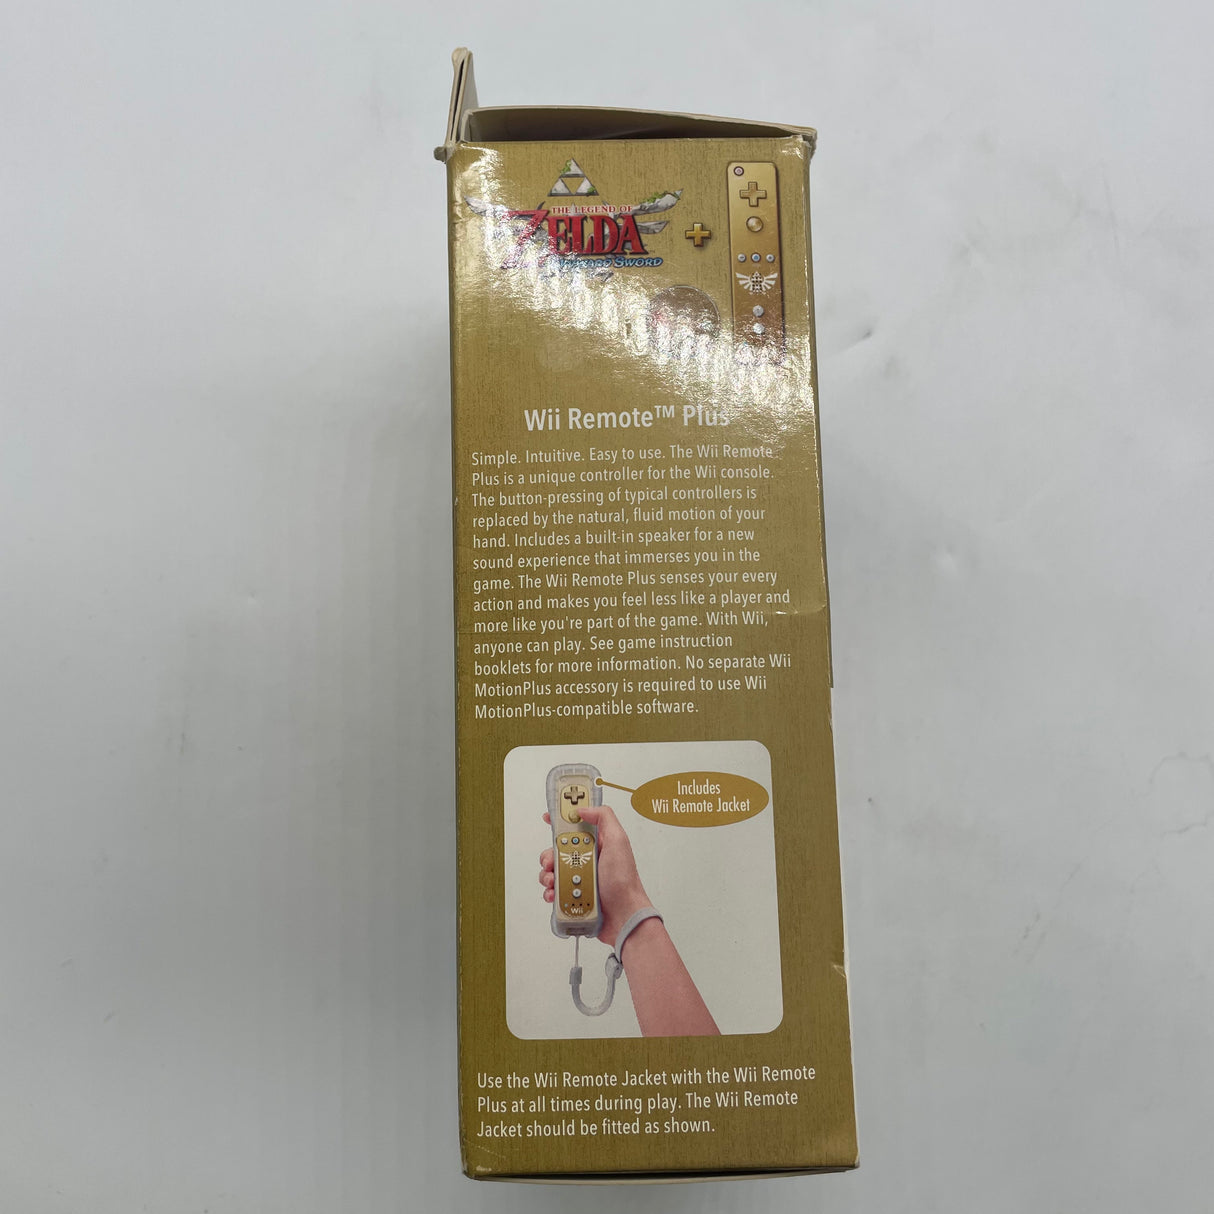 THE LEGEND OF
ZELDA
SKYWARD SWORD
Wii Remote™ Plus
Simple. Intuitive. Easy to use. The Wii Remote
Plus is a unique controller for the Wii console.
The button-pressing of typical controllers is
replaced by the natural, fluid motion of your
hand. Includes a built-in speaker for a new
sound experience that immerses you in the
game. The Wii Remote Plus senses your every
action and makes you feel less like a player and
more like you're part of the game. With Wii,
anyone can play. See game instruction
booklets for more information. No separate Wii
MotionPlus accessory is required to use Wii
MotionPlus-compatible software.
Includes
Wii Remote Jacket
Wii
Use the Wii Remote Jacket with the Wii Remote
Plus at all times during play. The Wii Remote
Jacket should be fitted as shown.